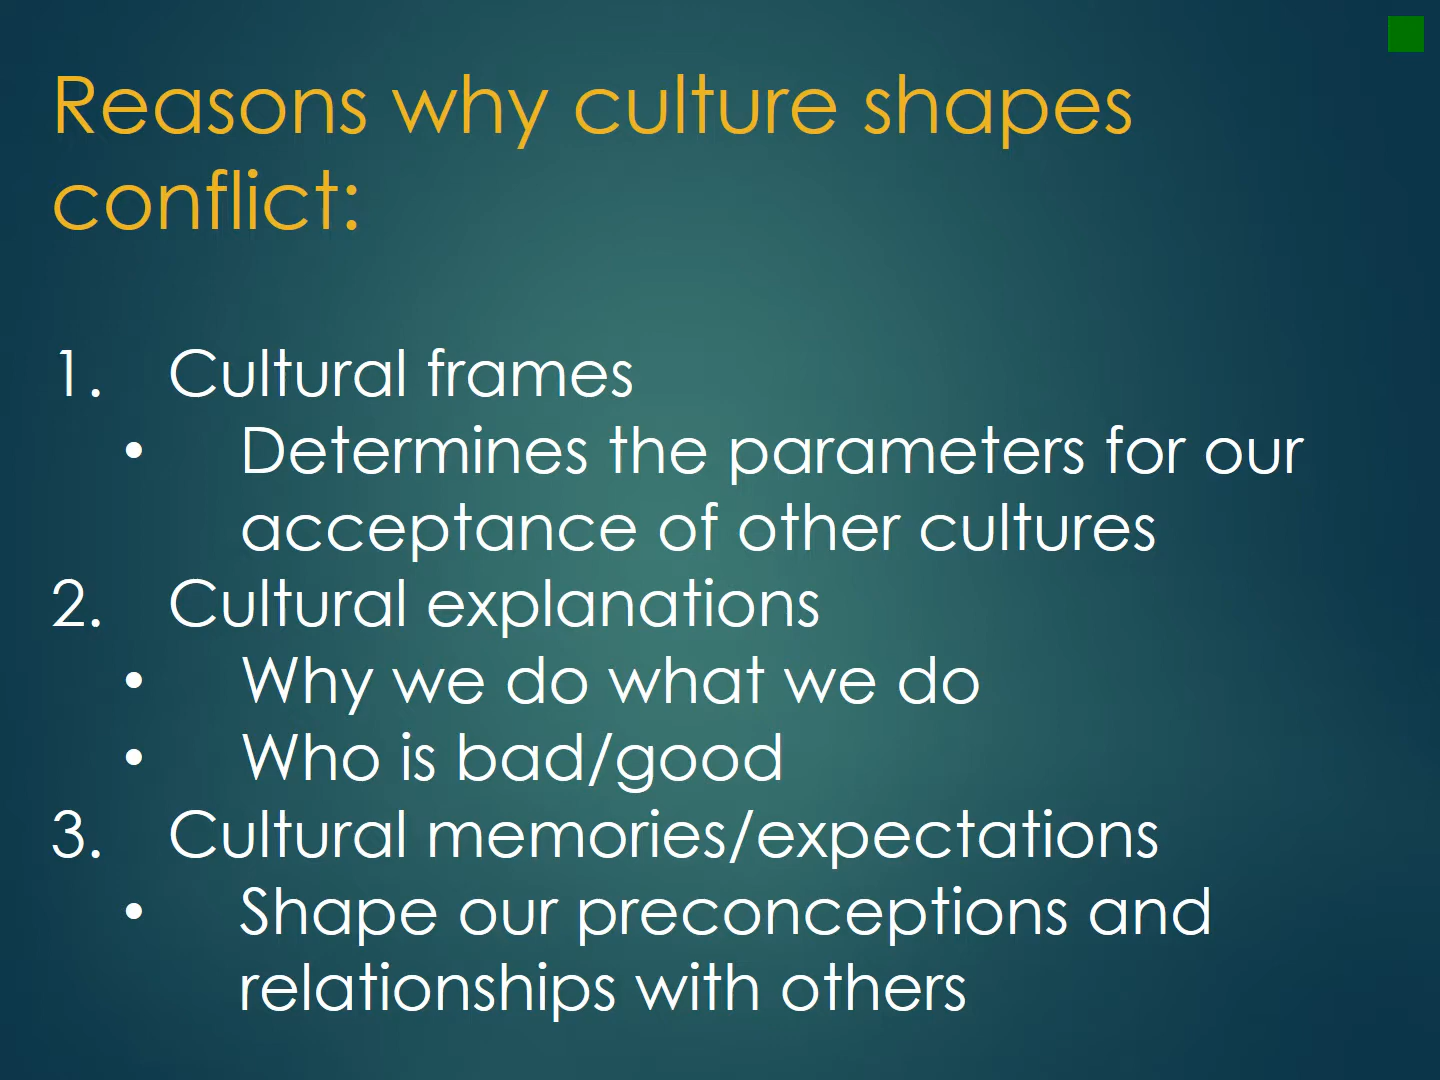 Reasons why culture shapes
conflict:
1. Cultural frames
• Determines the parameters for our
acceptance of other cultures
2. Cultural explanations
• Why we do what we do
• Who is bad/good
3. Cultural memories/expectations
• Shape our preconceptions and
relationships with others